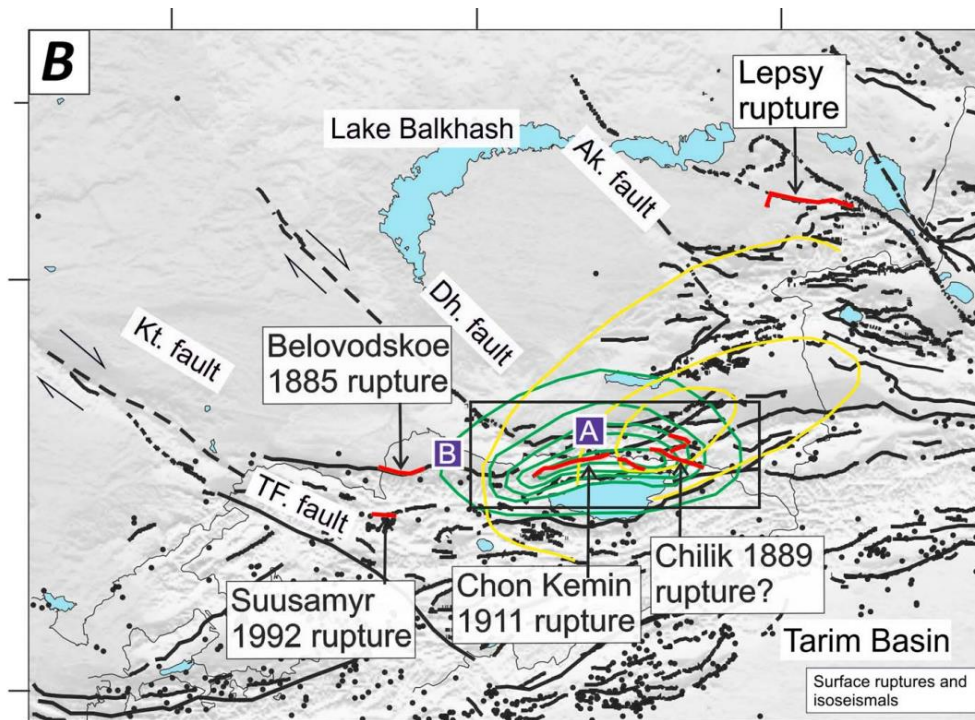 B
Lepsy
rupture
Lake Balkhash
Ak. fault
Dh. fault
Kt. fault
Belovodskoe
1885 rupture
A
B
TF. fault
Suusamyr
1992 rupture
Chon Kemin
1911 rupture
Chilik 1889
rupture?
Tarim Basin
Surface ruptures and
isoseismals